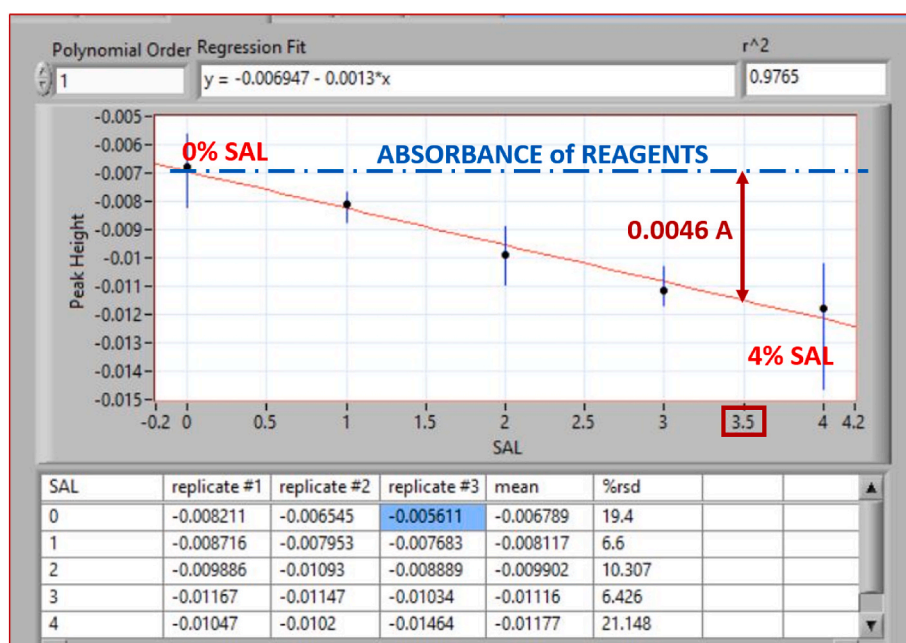 Polynomial Order Regression Fit r^2
1 y = -0.006947 - 0.0013*x 0.9765
-0.005
-0.006
-0.007
-0.008
-0.009
-0.01
-0.011
-0.012
-0.013
-0.014
-0.015
Peak Height
0% SAL
ABSORBANCE of REAGENTS
0.0046 A
4% SAL
-0.2 0 0.5 1 1.5 2 2.5 3 3.5 4 4.2
SAL
SAL replicate #1 replicate #2 replicate #3 mean %rsd
0 -0.008211 -0.006545 -0.005611 -0.006789 19.4
1 -0.008716 -0.007953 -0.007683 -0.008117 6.6
2 -0.009886 -0.01093 -0.008889 -0.009902 10.307
3 -0.01167 -0.01147 -0.01034 -0.01116 6.426
4 -0.01047 -0.0102 -0.01464 -0.01177 21.148